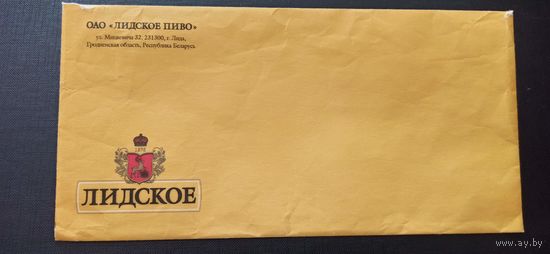 ОАО «ЛИДСКОЕ ПИВО»
ул. Мицкевича 32; 231300, г. Лида,
Гродненская область, Республика Беларусь
1876
ЛИДСКОЕ
www.ay.by